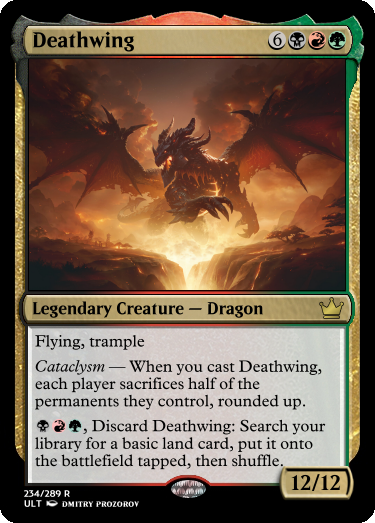 Deathwing 6
Legendary Creature — Dragon
Flying, trample
Cataclysm — When you cast Deathwing,
each player sacrifices half of the
permanents they control, rounded up.
, Discard Deathwing: Search your
library for a basic land card, put it onto
the battlefield tapped, then shuffle.
12/12
234/289 R
ULT DMITRY PROZOROV